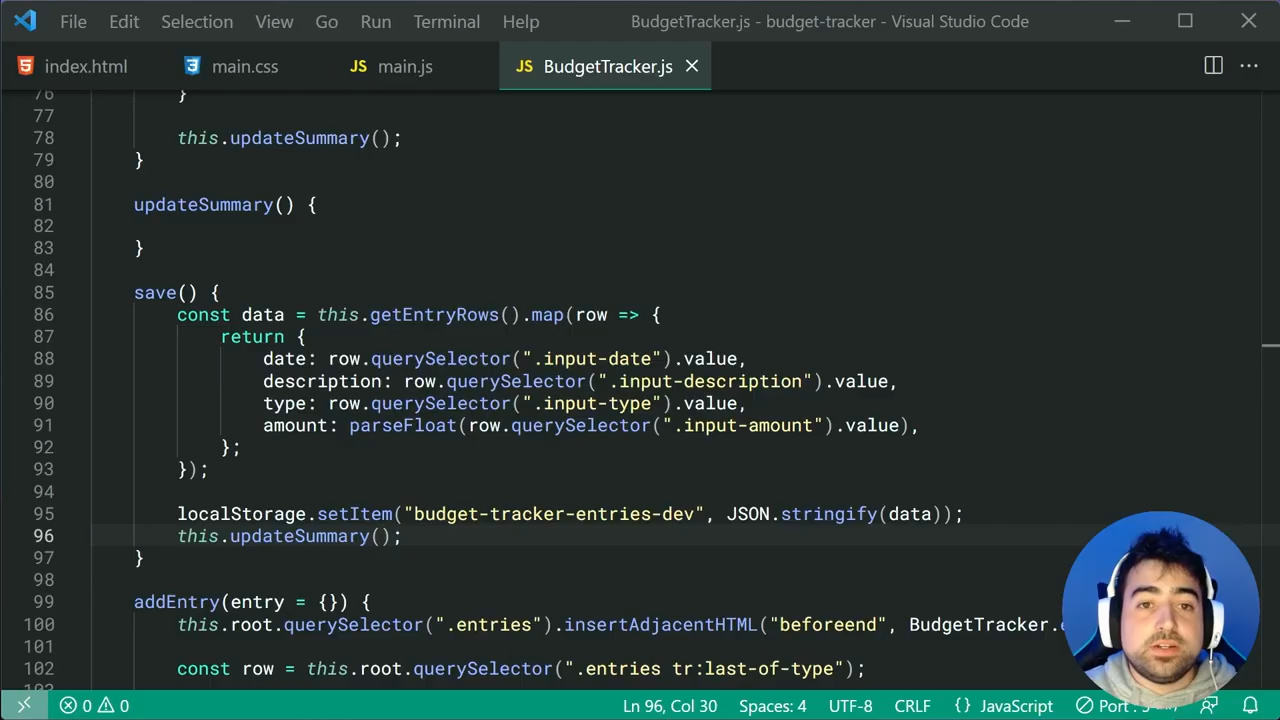 File Edit Selection View Go Run Terminal Help BudgetTracker.js - budget-tracker - Visual Studio Code
index.html main.css JS main.js JS BudgetTracker.js
76 }
77
78 this.updateSummary();
79 }
80
81 updateSummary() {
82
83 }
84
85 save() {
86 const data = this.getEntryRows().map(row => {
87 return {
88 date: row.querySelector(".input-date").value,
89 description: row.querySelector(".input-description").value,
90 type: row.querySelector(".input-type").value,
91 amount: parseFloat(row.querySelector(".input-amount").value),
92 };
93 });
94
95 localStorage.setItem("budget-tracker-entries-dev", JSON.stringify(data));
96 this.updateSummary();
97 }
98
99 addEntry(entry = {}) {
100 this.root.querySelector(".entries").insertAdjacentHTML("beforeend", BudgetTracker.
101
102 const row = this.root.querySelector(".entries tr:last-of-type");
103
0 0 Ln 96, Col 30 Spaces: 4 UTF-8 CRLF {} JavaScript Port :